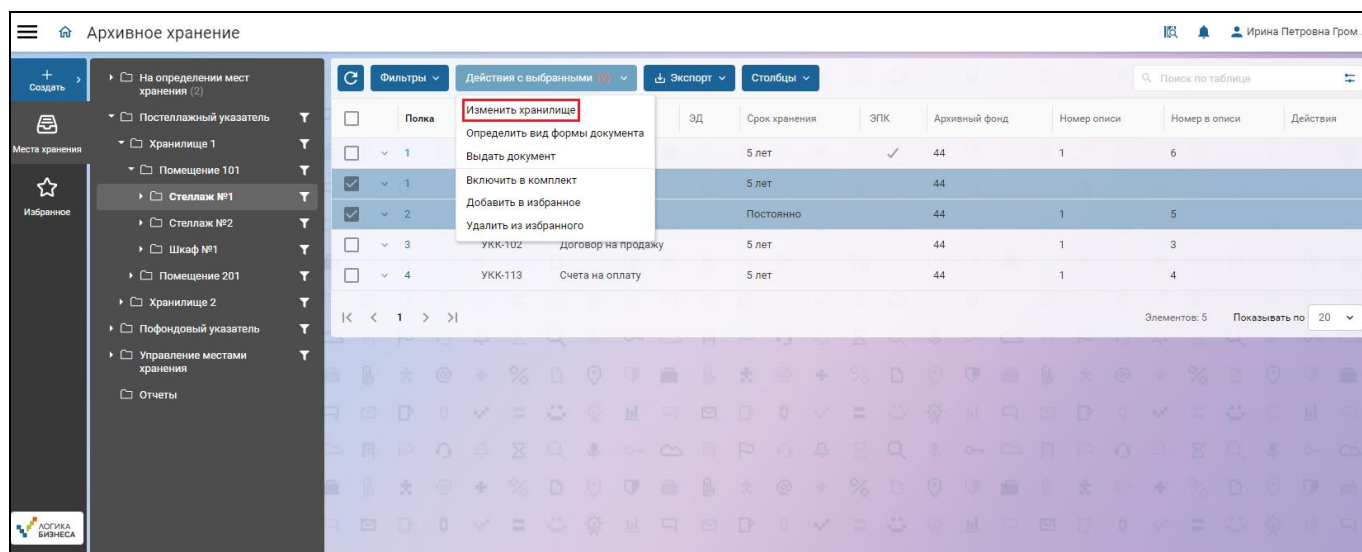 Архивное хранение
Ирина Петровна Гром...
Создать
Места хранения
Избранное
ЛОГИКА
БИЗНЕСА
На определении мест
хранения (2)
Постеллажный указатель
Хранилище 1
Помещение 101
Стеллаж №1
Стеллаж №2
Шкаф №1
Помещение 201
Хранилище 2
Пофондовый указатель
Управление местами
хранения
Отчеты
Фильтры Действия с выбранными (2) Экспорт Столбцы Поиск по таблице
Изменить хранилище
Определить вид формы документа
Выдать документ
Включить в комплект
Добавить в избранное
Удалить из избранного
Полка ЭД Срок хранения ЭПК Архивный фонд Номер описи Номер в описи Действия
1 5 лет 44 1 6
1 5 лет 44
2 Постоянно 44 1 5
3 УКК-102 Договор на продажу 5 лет 44 1 3
4 УКК-113 Счета на оплату 5 лет 44 1 4
1 Элементов: 5 Показывать по 20